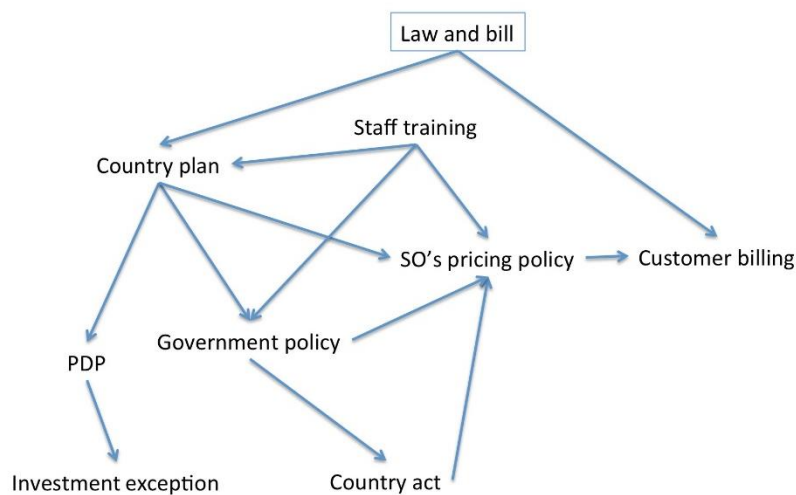 Law and bill
Staff training
Country plan
SO's pricing policy
Customer billing
Government policy
PDP
Investment exception
Country act